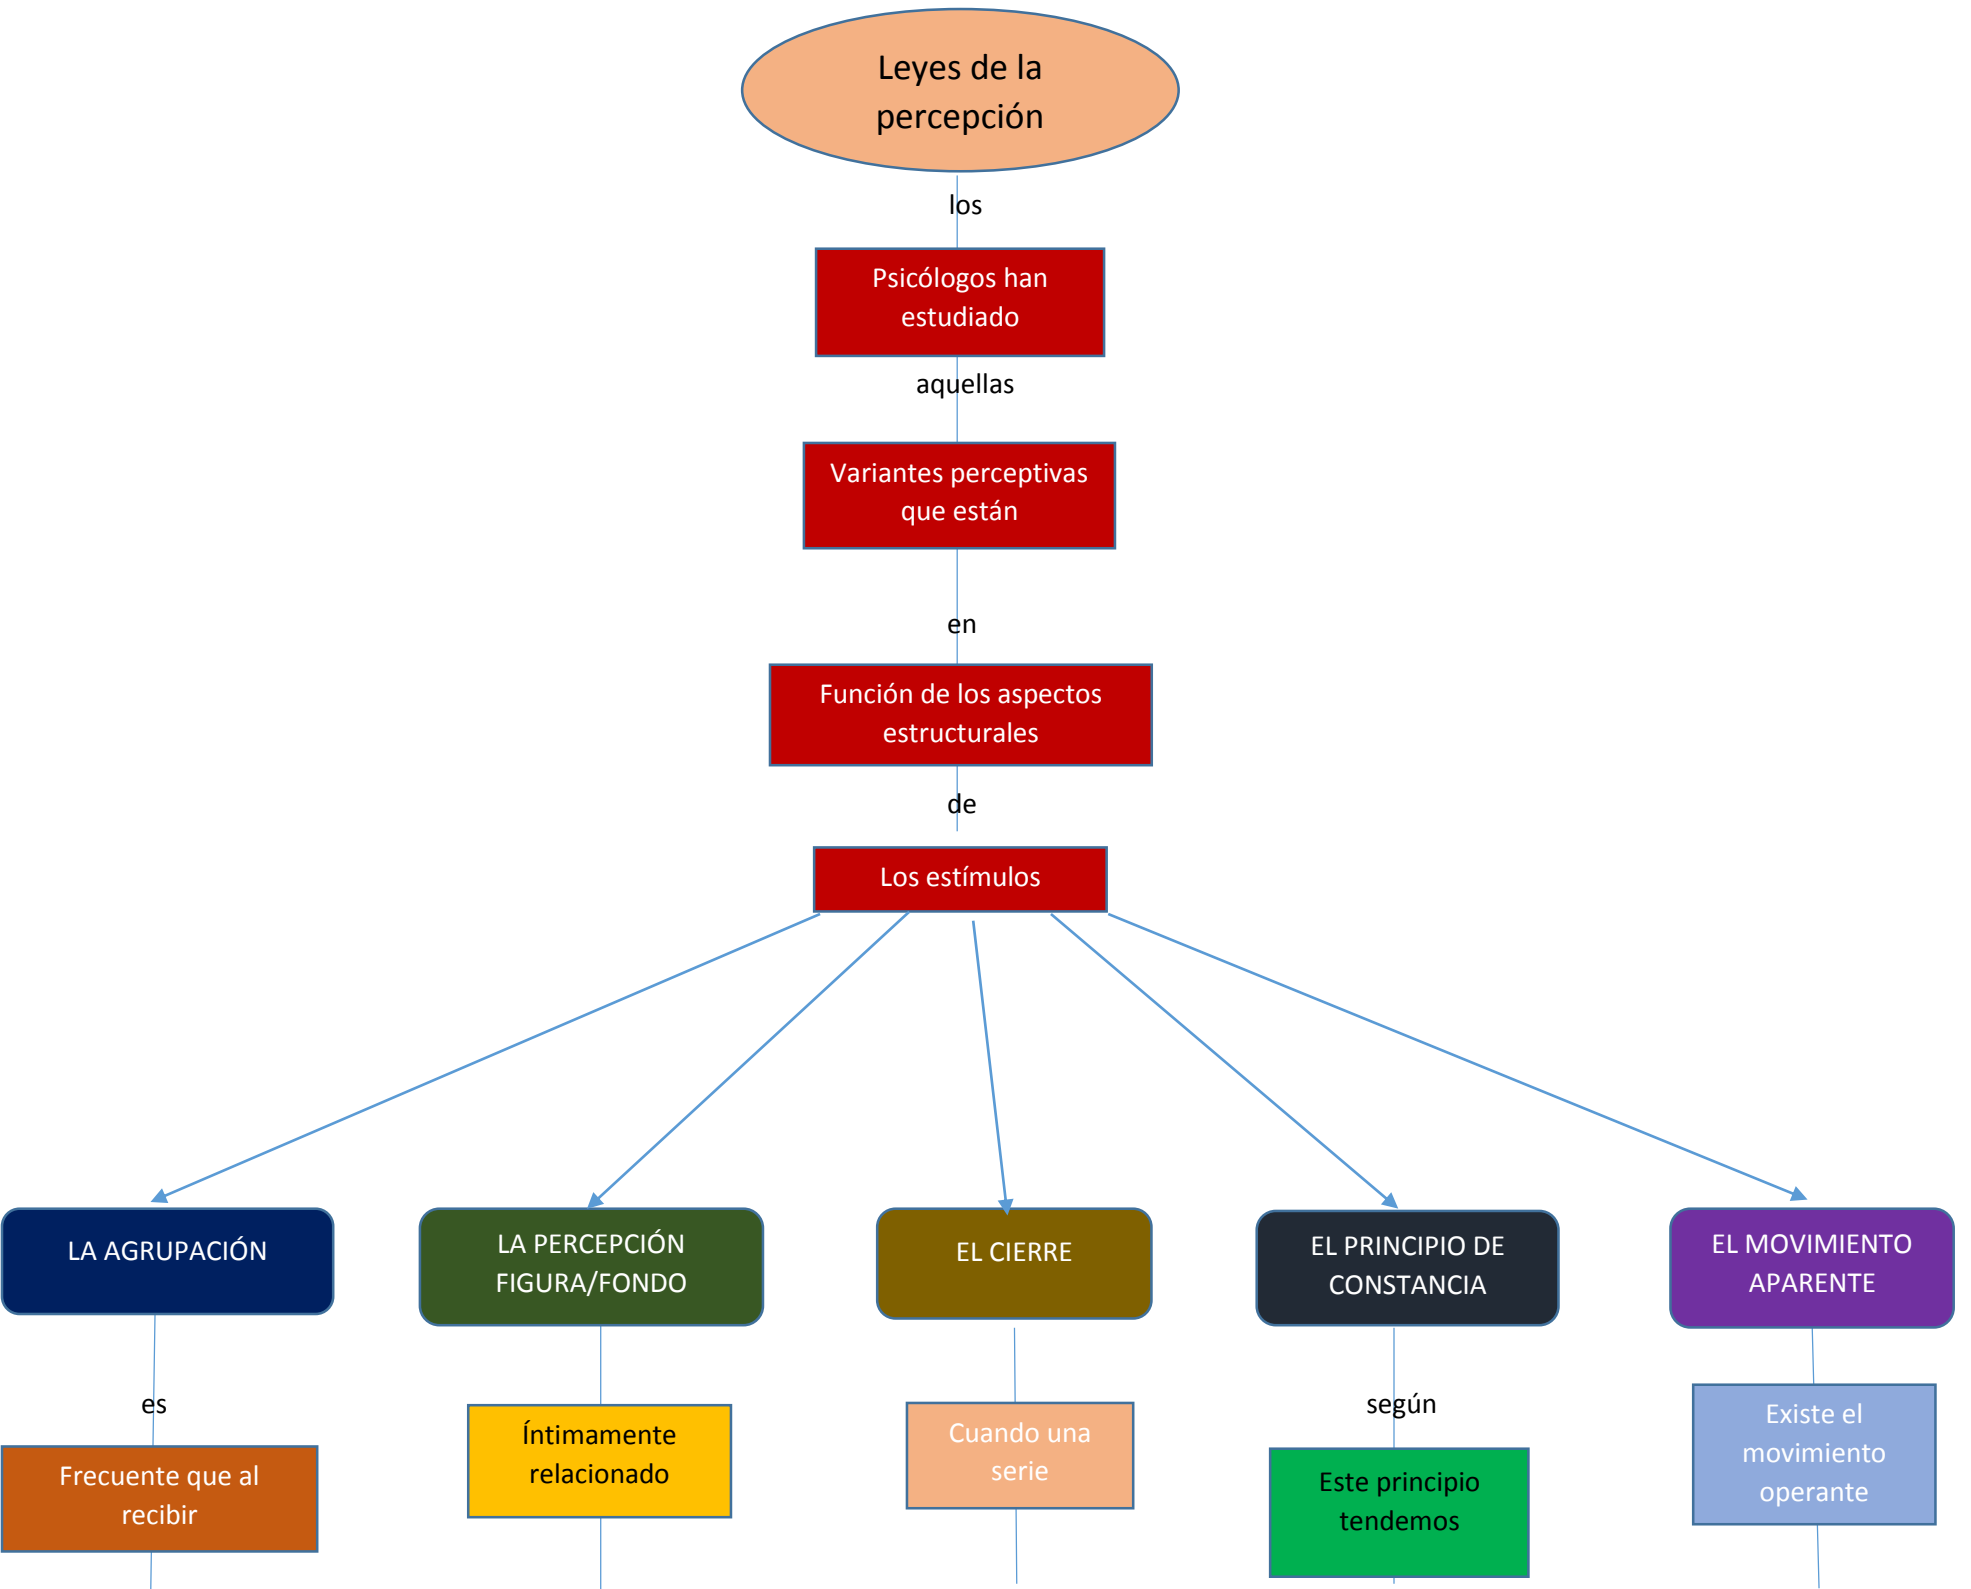 Leyes de la
percepción
los
Psicólogos han
estudiado
aquellas
Variantes perceptivas
que están
en
Función de los aspectos
estructurales
de
Los estímulos
LA AGRUPACIÓN
LA PERCEPCIÓN
FIGURA/FONDO
EL CIERRE
EL PRINCIPIO DE
CONSTANCIA
EL MOVIMIENTO
APARENTE
es
Frecuente que al
recibir
Íntimamente
relacionado
Cuando una
serie
según
Este principio
tendemos
Existe el
movimiento
operante